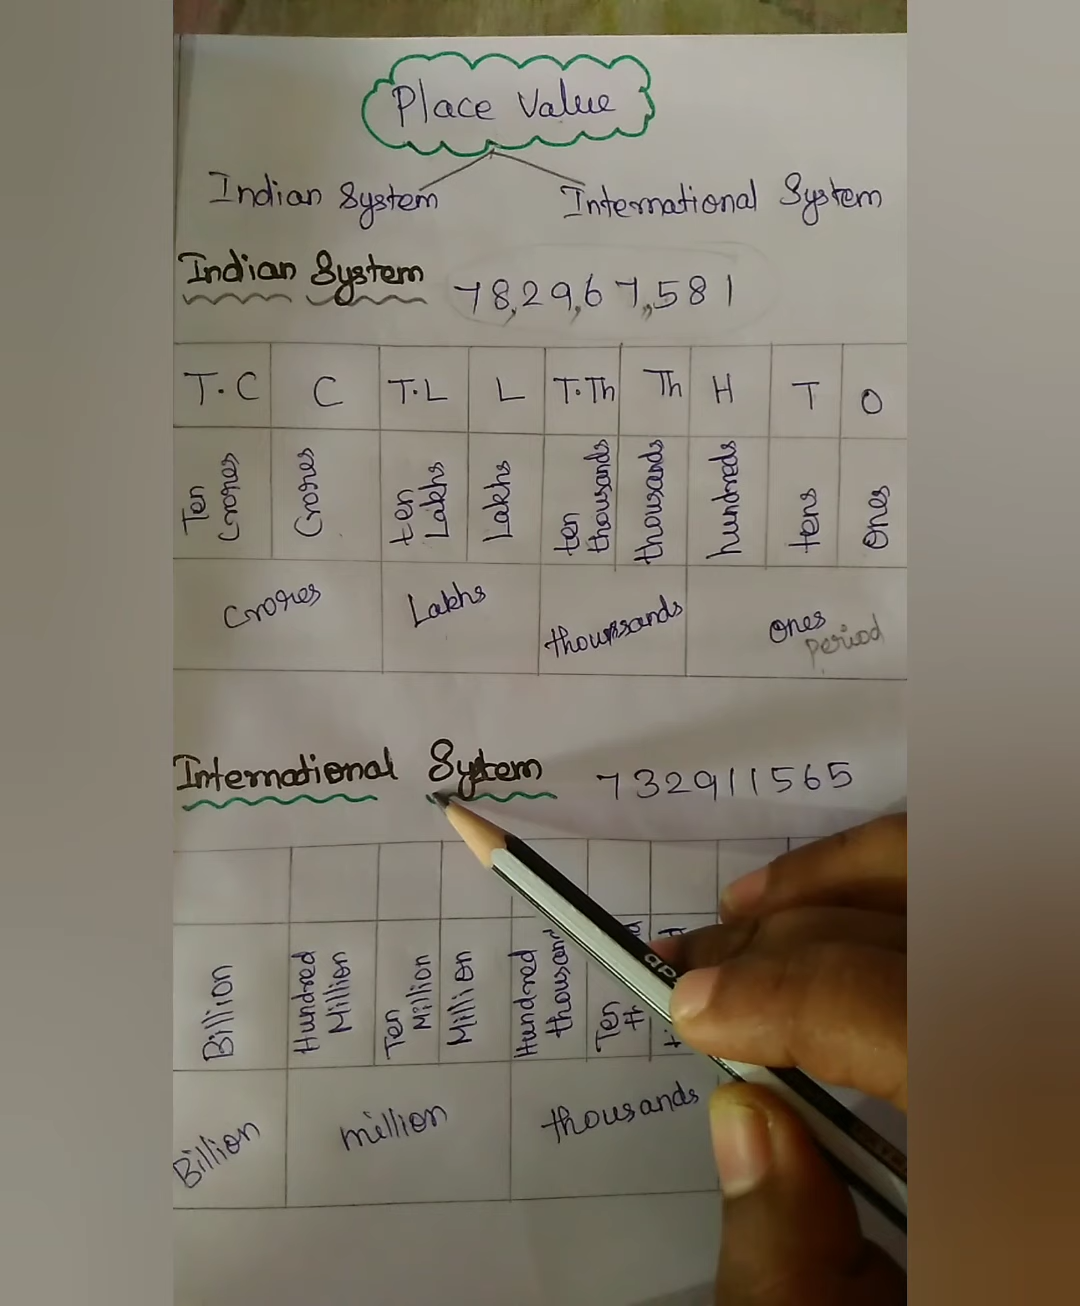 Place Value
Indian System International System
Indian System 78,29,67,581
T.C C T.L L T.Th Th H T O
Ten Crores Crores ten Lakhs Lakhs ten thousands thousands hundreds tens ones
Crores Lakhs thousands ones period
International System 732911565
Billion Hundred Million Ten Million Million Hundred thousand Ten
Billion million thousands